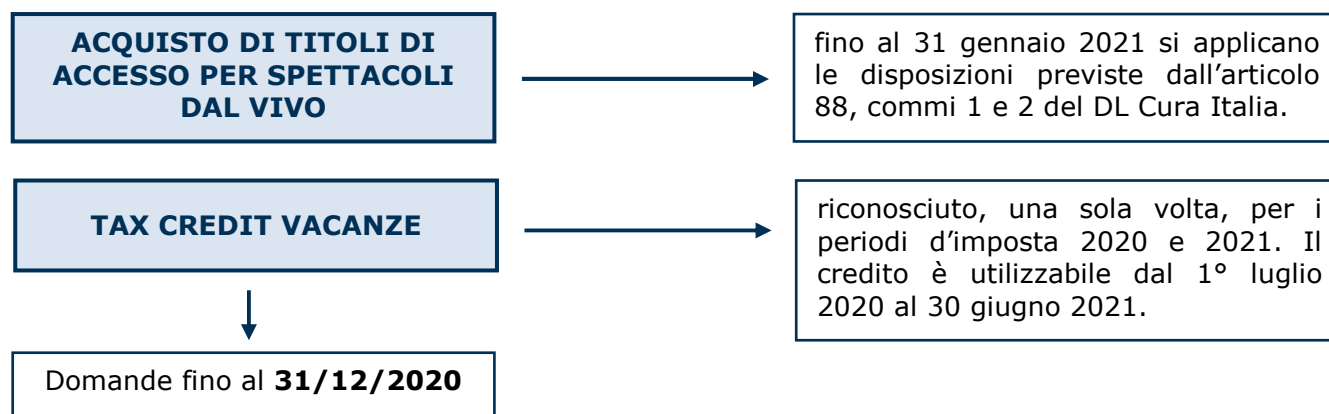 ACQUISTO DI TITOLI DI
ACCESSO PER SPETTACOLI
DAL VIVO
fino al 31 gennaio 2021 si applicano
le disposizioni previste dall’articolo
88, commi 1 e 2 del DL Cura Italia.
TAX CREDIT VACANZE
riconosciuto, una sola volta, per i
periodi d’imposta 2020 e 2021. Il
credito è utilizzabile dal 1° luglio
2020 al 30 giugno 2021.
Domande fino al 31/12/2020